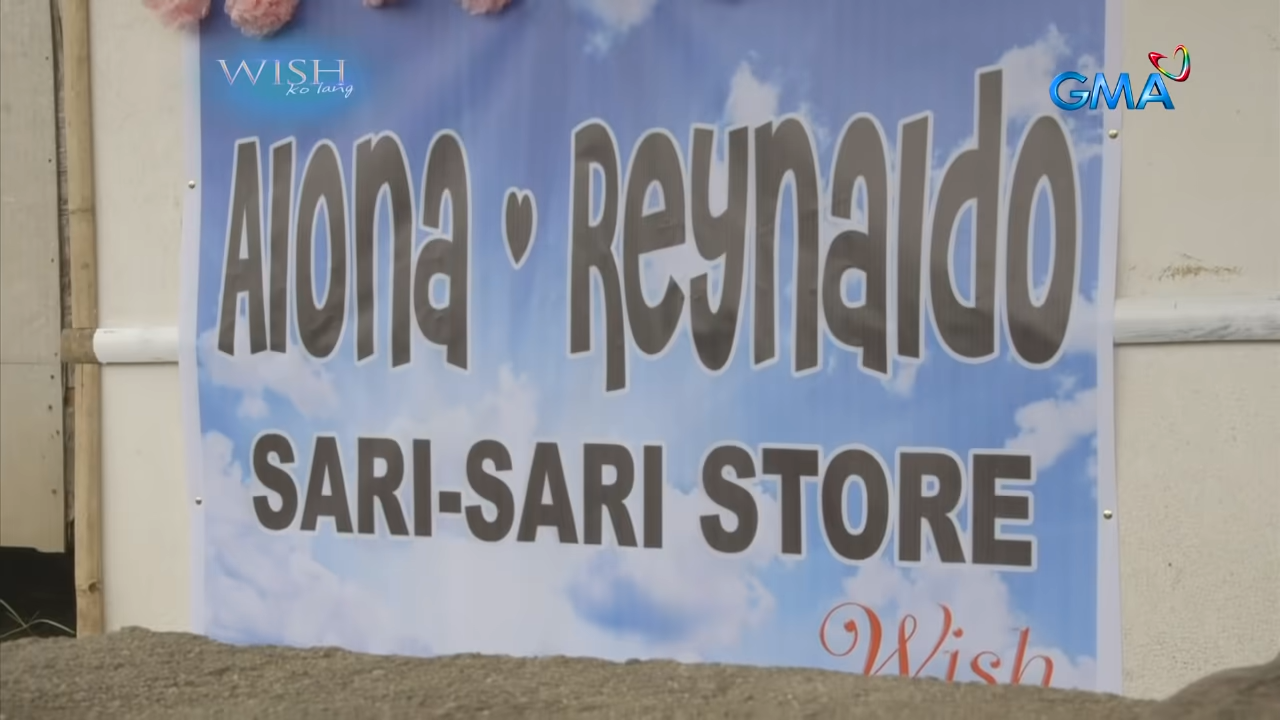 WISH
ko lang
GMA
Alona Reynaldo
SARI-SARI STORE
Wish